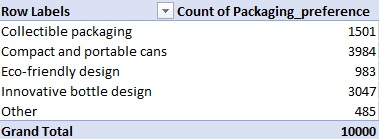 Row Labels Count of Packaging_preference
Collectible packaging 1501
Compact and portable cans 3984
Eco-friendly design 983
Innovative bottle design 3047
Other 485
Grand Total 10000